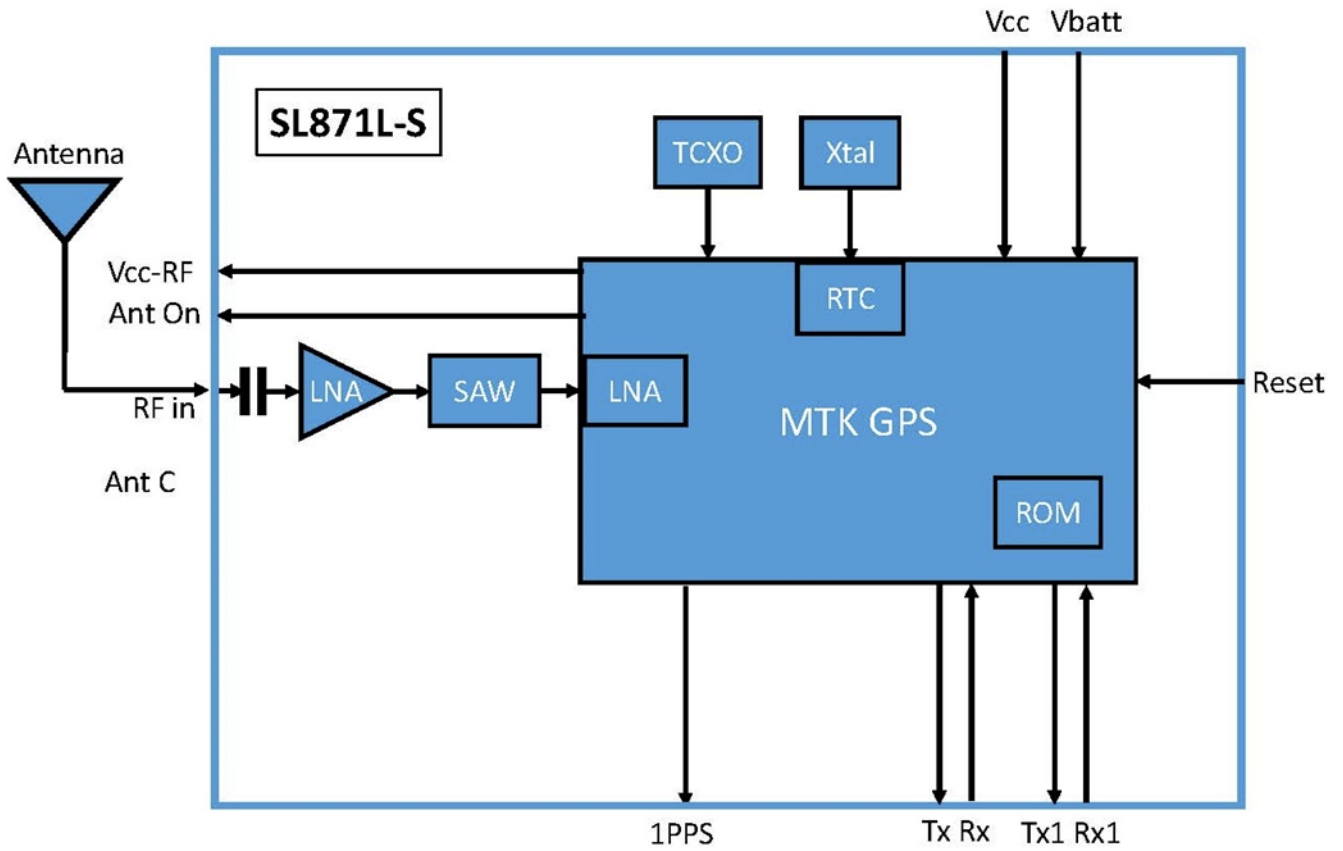 Vcc Vbatt
SL871L-S
Antenna
TCXO
Xtal
Vcc-RF
Ant On
RTC
LNA
SAW
LNA
Reset
RF in
MTK GPS
Ant C
ROM
1PPS
Tx Rx
Tx1 Rx1